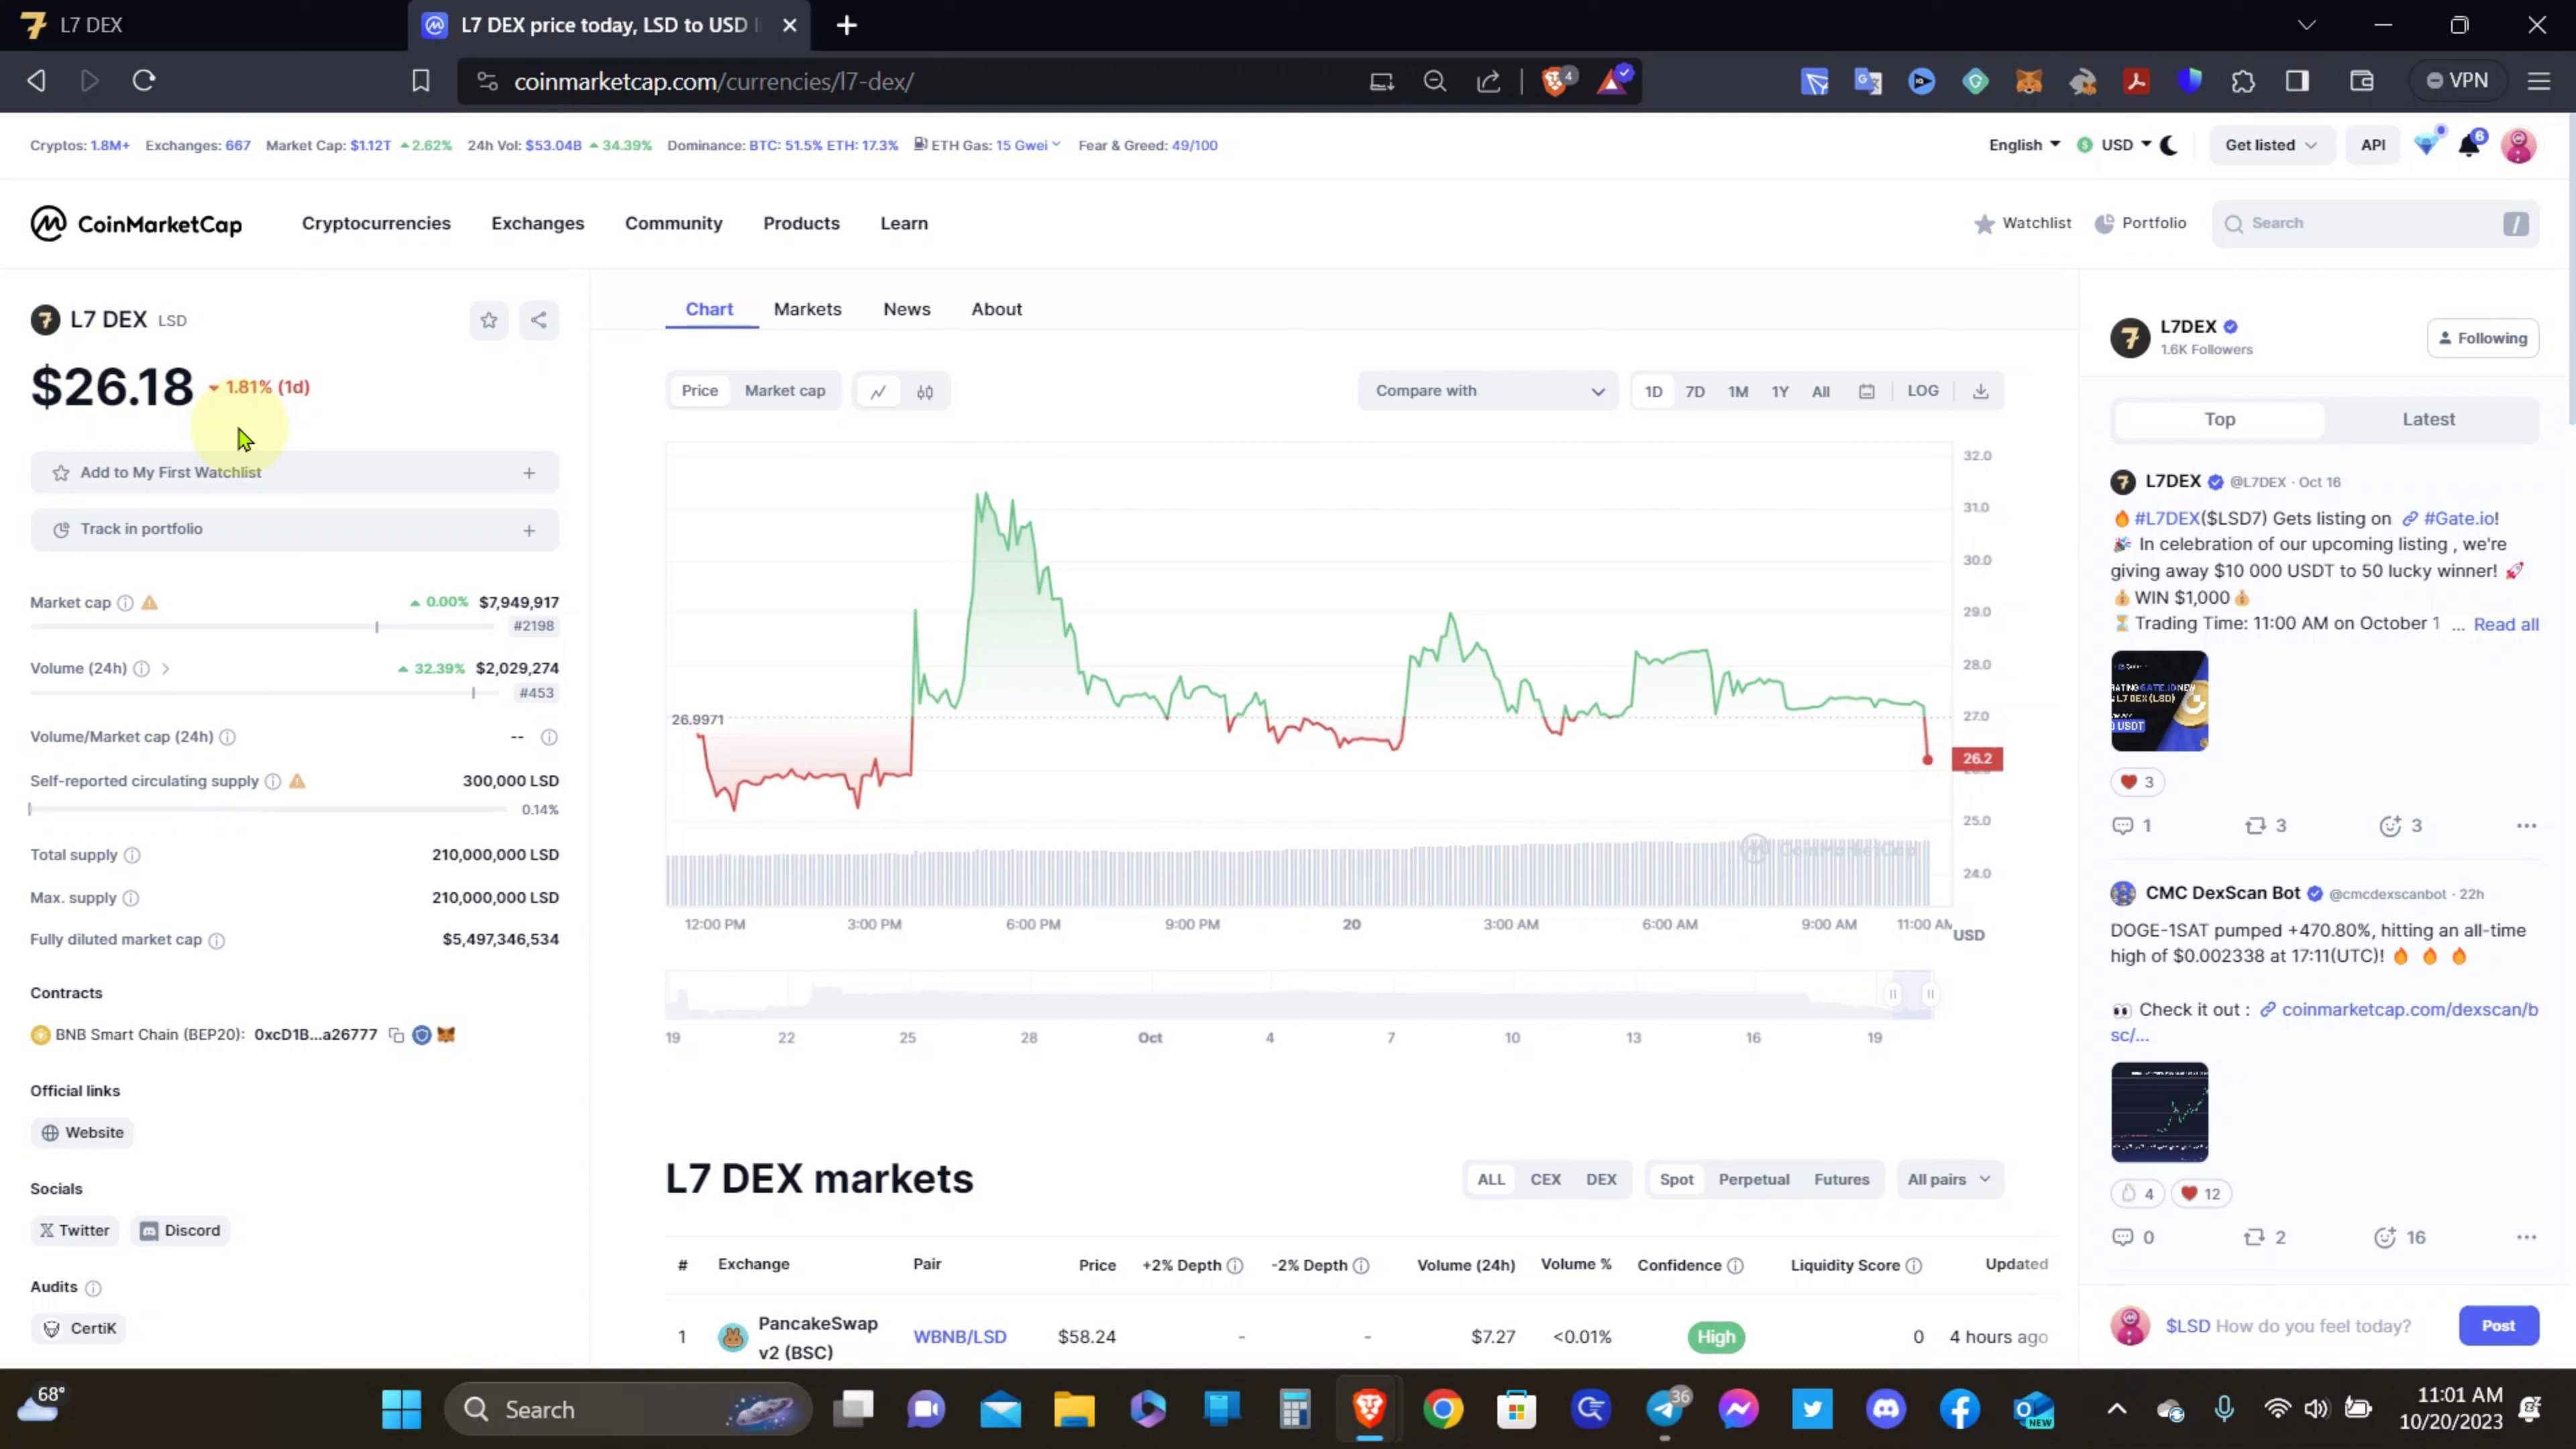 L7 DEX
L7 DEX price today, LSD to USD
coinmarketcap.com/currencies/l7-dex/
4
VPN
Cryptos: 1.8M+ Exchanges: 667 Market Cap: $1.12T 2.62% 24h Vol: $53.04B 34.39% Dominance: BTC: 51.5% ETH: 17.3% ETH Gas: 15 Gwei Fear & Greed: 49/100
English USD Get listed API 6
CoinMarketCap Cryptocurrencies Exchanges Community Products Learn
Watchlist Portfolio Search /
L7 DEX LSD
$26.18 1.81% (1d)
Add to My First Watchlist +
Track in portfolio +
Market cap 0.00% $7,949,917
#2198
Volume (24h) 32.39% $2,029,274
#453
Volume/Market cap (24h) --
Self-reported circulating supply 300,000 LSD
0.14%
Total supply 210,000,000 LSD
Max. supply 210,000,000 LSD
Fully diluted market cap $5,497,346,534
Contracts
BNB Smart Chain (BEP20): 0xcD1B...a26777
Official links
Website
Socials
Twitter Discord
Audits
CertiK
Chart Markets News About
Price Market cap
Compare with
1D 7D 1M 1Y All LOG
32.0
31.0
30.0
29.0
28.0
27.0
26.9971
26.2
25.0
24.0
CoinMarketCap
12:00 PM 3:00 PM 6:00 PM 9:00 PM 20 3:00 AM 6:00 AM 9:00 AM 11:00 AM
USD
19 22 25 28 Oct 4 7 10 13 16 19
L7 DEX markets
ALL CEX DEX Spot Perpetual Futures All pairs
# Exchange Pair Price +2% Depth -2% Depth Volume (24h) Volume % Confidence Liquidity Score Updated
1 PancakeSwap v2 (BSC) WBNB/LSD $58.24 - - $7.27 <0.01% High 0 4 hours ago
L7DEX
1.6K Followers
Following
Top Latest
L7DEX @L7DEX · Oct 16
🔥 #L7DEX($LSD7) Gets listing on #Gate.io!
🎉 In celebration of our upcoming listing , we're
giving away $10 000 USDT to 50 lucky winner! 🚀
💰 WIN $1,000 💰
⏳ Trading Time: 11:00 AM on October 1 ... Read all
L7 DEX (LSD)
USDT
3
1 3 3
CMC DexScan Bot @cmcdexscanbot · 22h
DOGE-1SAT pumped +470.80%, hitting an all-time
high of $0.002338 at 17:11(UTC)! 🔥 🔥 🔥
👀 Check it out : coinmarketcap.com/dexscan/b
sc/...
4 12
0 2 16
$LSD How do you feel today? Post
68°
Search
36
NEW
11:01 AM
10/20/2023